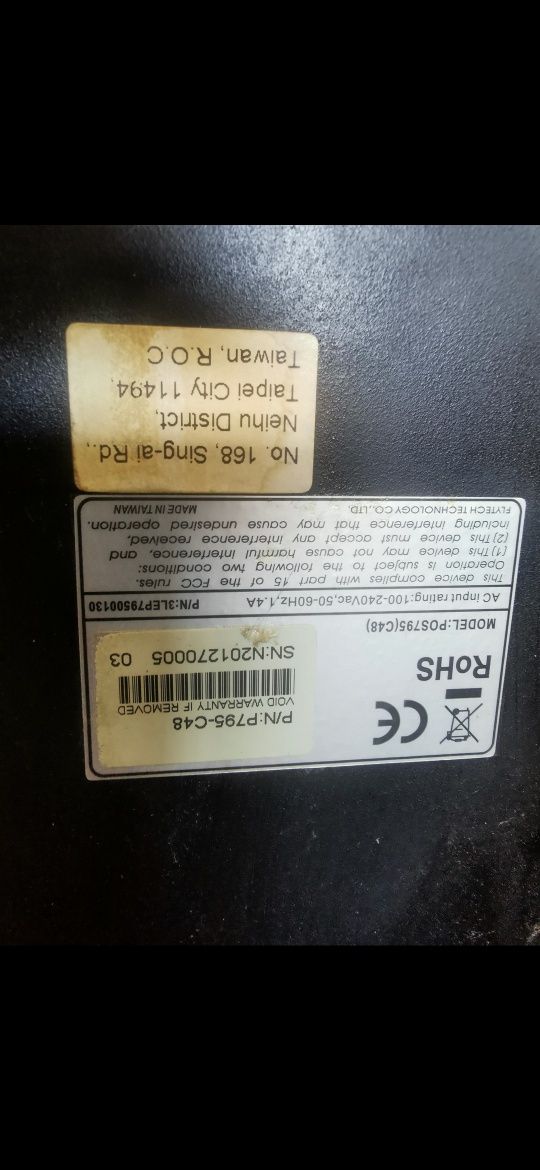 P/N:P795-C48
VOID WARRANTY IF REMOVED
SN:N201270005 03
CE
RoHS
MODEL:POS795(C48)
AC input rating:100-240Vac,50-60Hz,1.4A
P/N:3LEP79500130
This device complies with part 15 of the FCC rules.
Operation is subject to the following two conditions:
(1) This device may not cause harmful interference, and
(2) This device must accept any interference received,
including interference that may cause undesired operation.
FLYTECH TECHNOLOGY CO.,LTD.
MADE IN TAIWAN
No. 168, Sing-ai Rd.,
Neihu District,
Taipei City 11494,
Taiwan, R.O.C